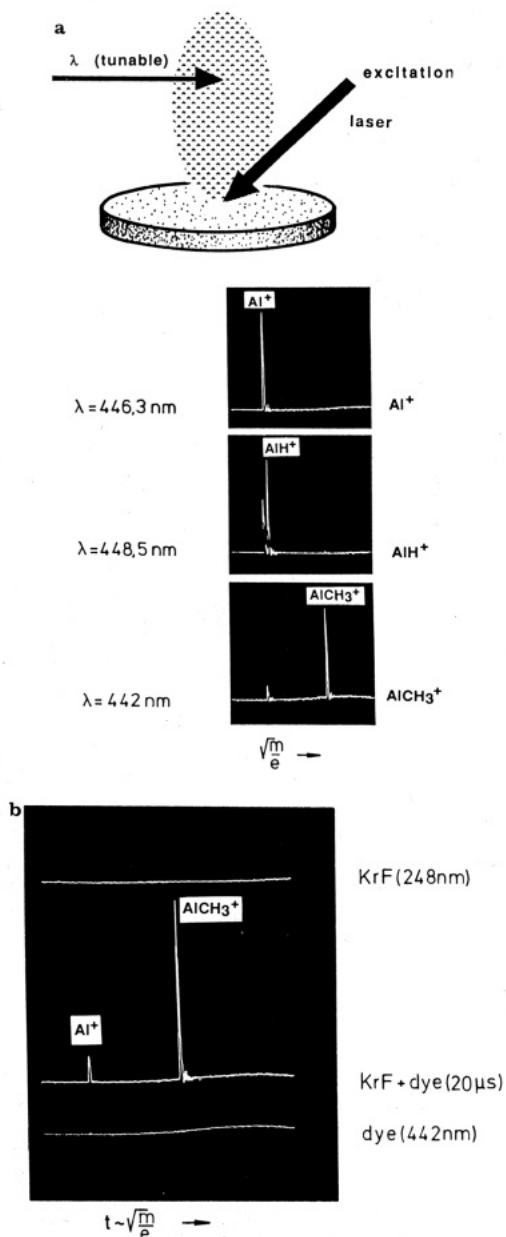 a
λ (tunable)
excitation
laser
Al⁺
λ = 446,3 nm
Al⁺
AlH⁺
λ = 448,5 nm
AlH⁺
AlCH₃⁺
λ = 442 nm
AlCH₃⁺
√m/e →
b
KrF (248nm)
AlCH₃⁺
Al⁺
KrF + dye (20µs)
dye (442nm)
t ~ √m/e →